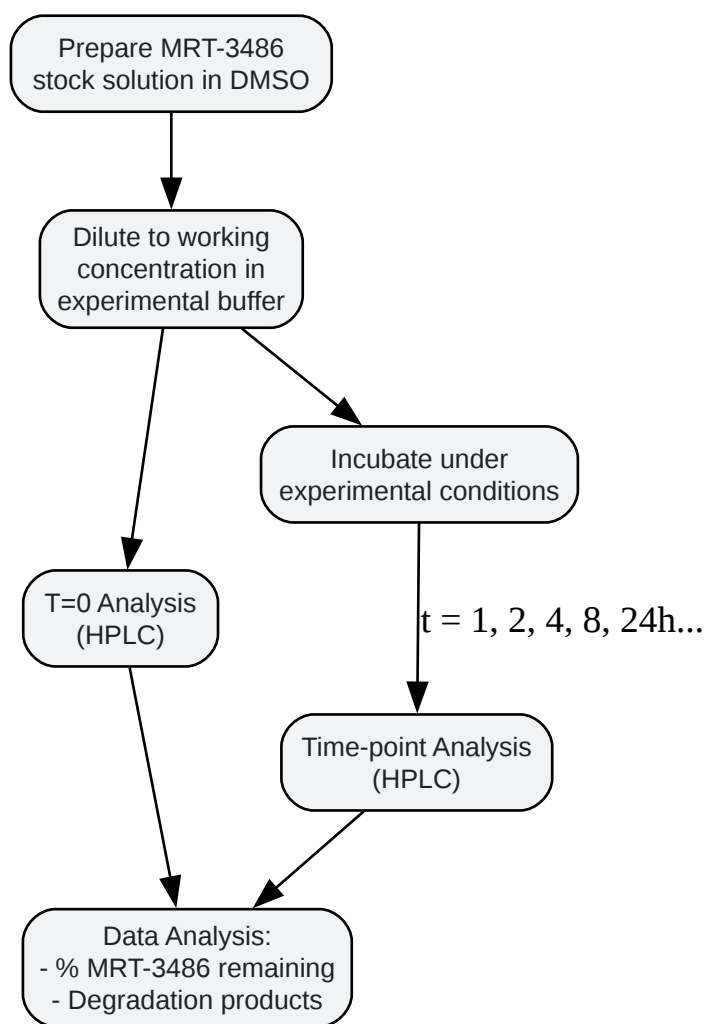 Prepare MRT-3486
stock solution in DMSO
Dilute to working
concentration in
experimental buffer
Incubate under
experimental conditions
T=0 Analysis
(HPLC)
t = 1, 2, 4, 8, 24h...
Time-point Analysis
(HPLC)
Data Analysis:
- % MRT-3486 remaining
- Degradation products